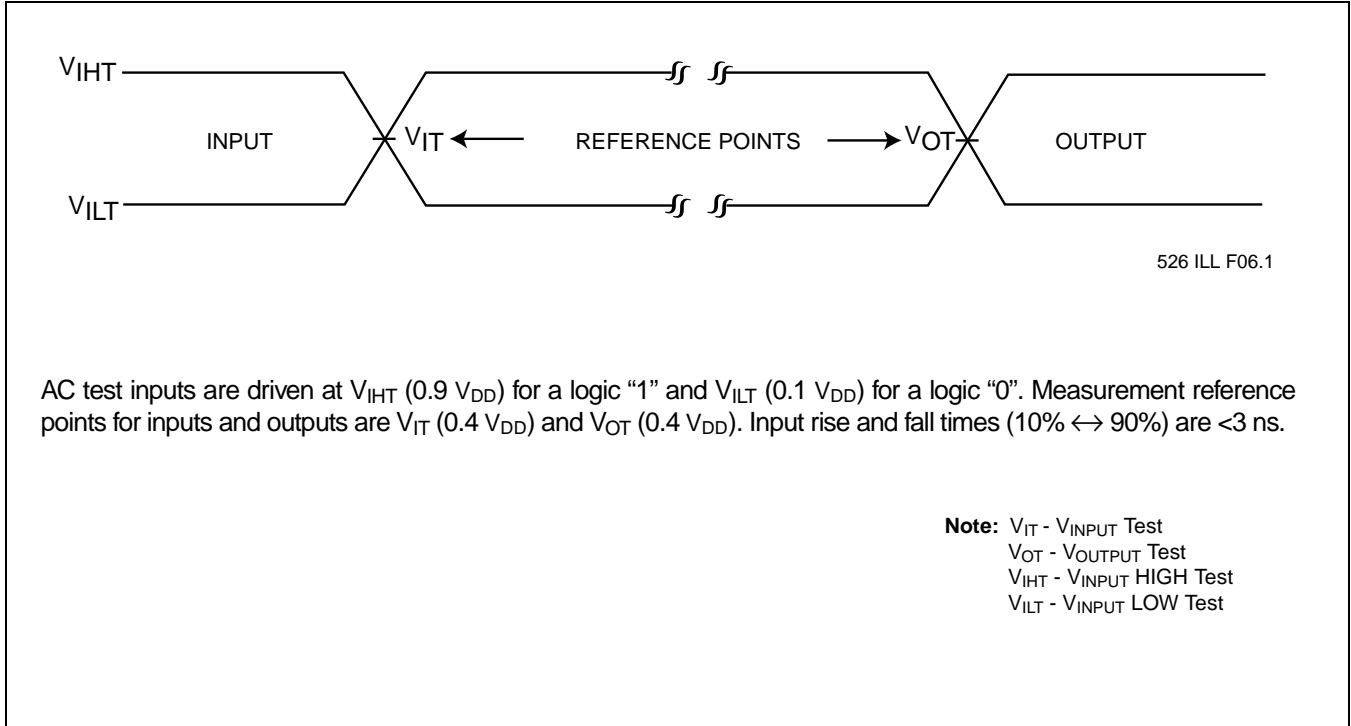 VIHT
INPUT VIT REFERENCE POINTS VOT OUTPUT
VILT
526 ILL F06.1
AC test inputs are driven at VIHT (0.9 VDD) for a logic “1” and VILT (0.1 VDD) for a logic “0”. Measurement reference
points for inputs and outputs are VIT (0.4 VDD) and VOT (0.4 VDD). Input rise and fall times (10% ↔ 90%) are <3 ns.
Note: VIT - VINPUT Test
VOT - VOUTPUT Test
VIHT - VINPUT HIGH Test
VILT - VINPUT LOW Test